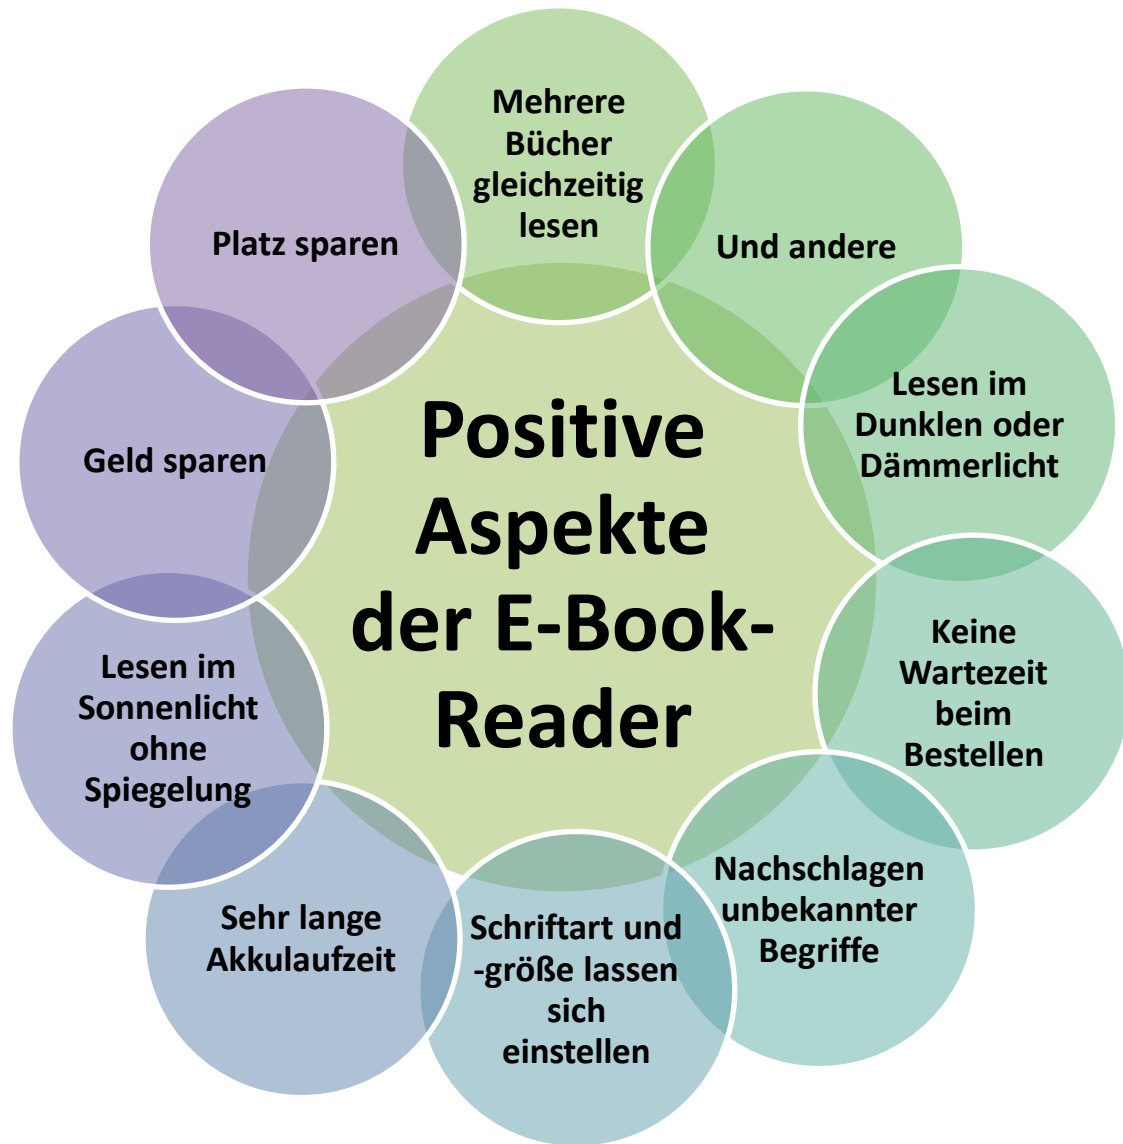 Positive
Aspekte
der E-Book-
Reader
Mehrere
Bücher
gleichzeitig
lesen
Und andere
Lesen im
Dunklen oder
Dämmerlicht
Keine
Wartezeit
beim
Bestellen
Nachschlagen
unbekannter
Begriffe
Schriftart und
-größe lassen
sich
einstellen
Sehr lange
Akkulaufzeit
Lesen im
Sonnenlicht
ohne
Spiegelung
Geld sparen
Platz sparen